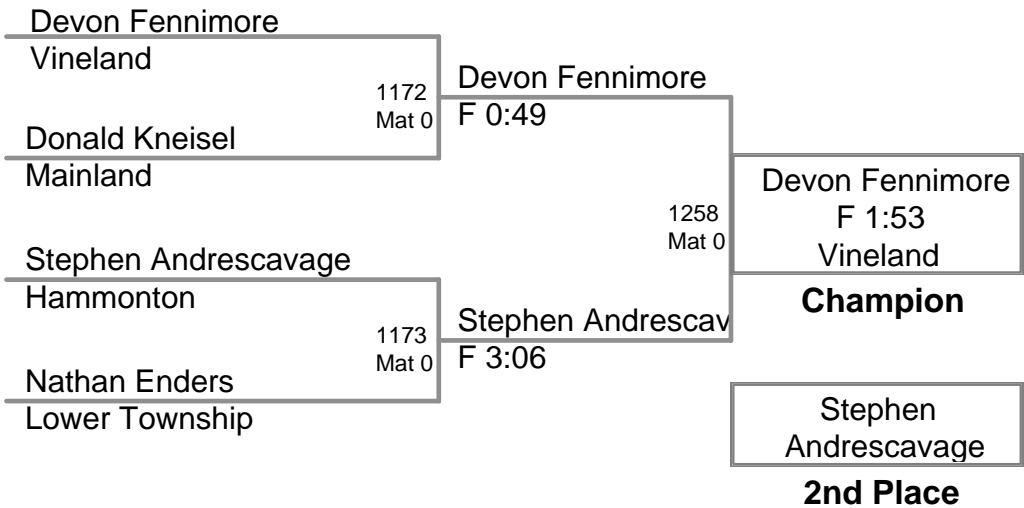 Devon Fennimore
Vineland
1172
Mat 0
Donald Kneisel
Mainland
Devon Fennimore
F 0:49
Stephen Andrescavage
Hammonton
1173
Mat 0
Nathan Enders
Lower Township
Stephen Andrescav
F 3:06
1258
Mat 0
Devon Fennimore
F 1:53
Vineland
Champion
Stephen
Andrescavage
2nd Place